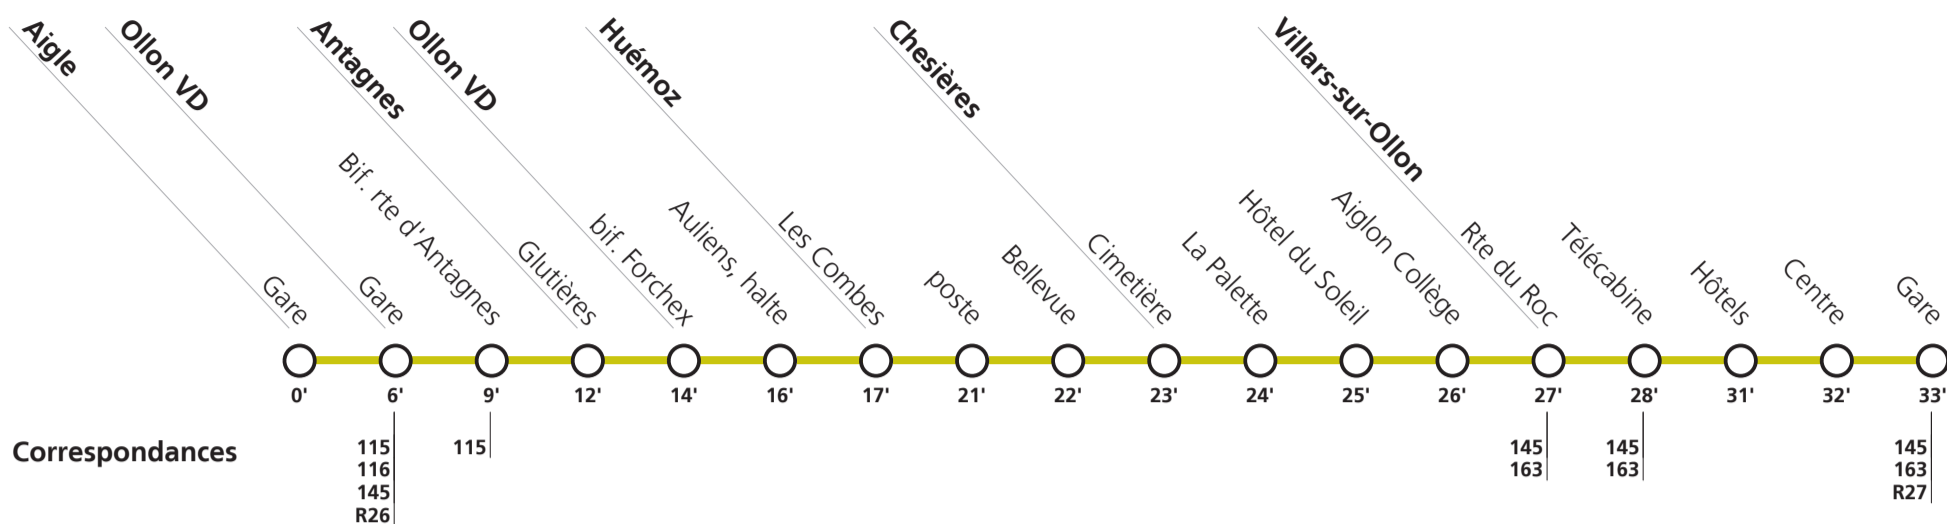 Aigle
Ollon VD
Antagnes
Ollon VD
Huémoz
Chesières
Villars-sur-Ollon
Gare
Gare
Bif. rte d'Antagnes
Glutières
bif. Forchex
Auliens, halte
Les Combes
poste
Bellevue
Cimetière
La Palette
Hôtel du Soleil
Aiglon Collège
Rte du Roc
Télécabine
Hôtels
Centre
Gare
0' 6' 9' 12' 14' 16' 17' 21' 22' 23' 24' 25' 26' 27' 28' 31' 32' 33'
Correspondances
115 115 145 145 145
116 163 163 163
145 R27
R26